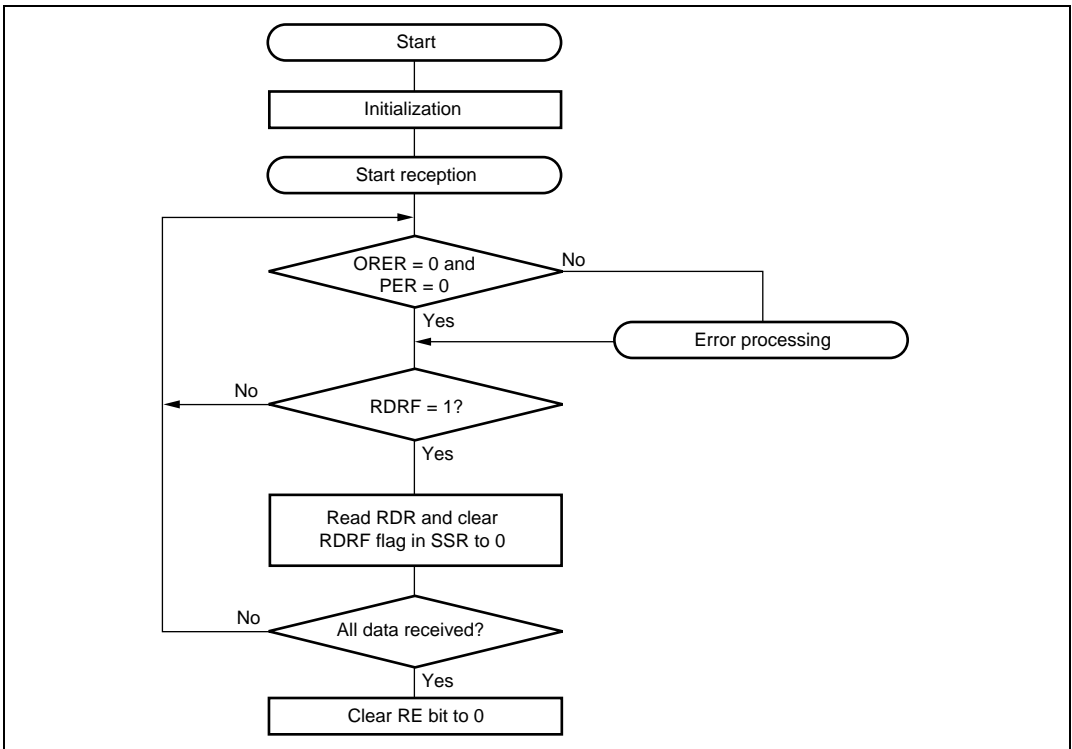 Start
Initialization
Start reception
ORER = 0 and
PER = 0
No
Yes
Error processing
No
RDRF = 1?
Yes
Read RDR and clear
RDRF flag in SSR to 0
No
All data received?
Yes
Clear RE bit to 0